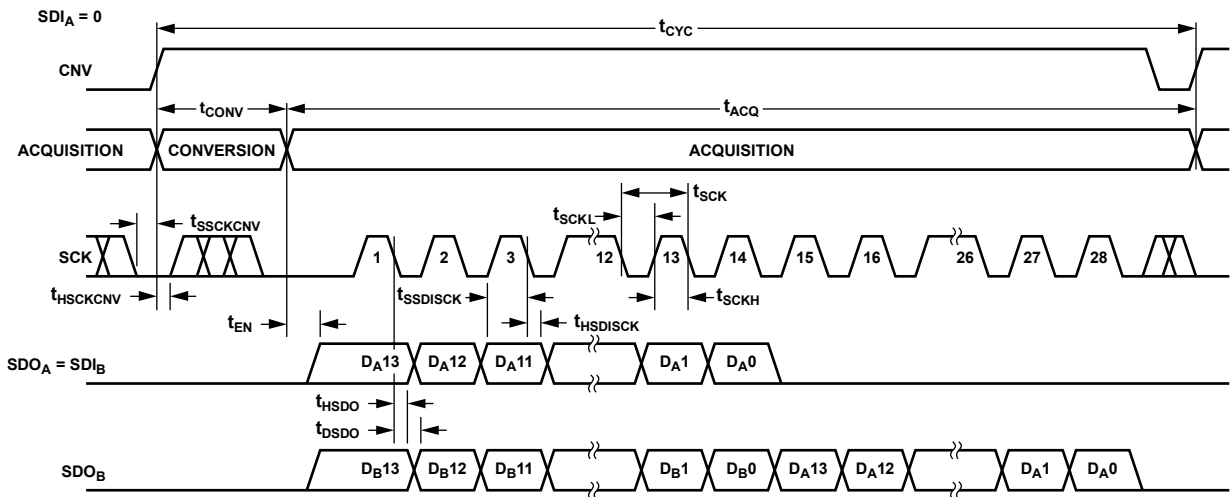 SDIA = 0
tCYC
CNV
tCONV
tACQ
ACQUISITION
CONVERSION
ACQUISITION
tSCK
tSCKL
tSSCKCNV
SCK
1
2
3
12
13
14
15
16
26
27
28
tHSCKCNV
tSSDISCK
tSCKH
tEN
tHSDISCK
SDOA = SDIB
DA13
DA12
DA11
DA1
DA0
tHSDO
tDSDO
SDOB
DB13
DB12
DB11
DB1
DB0
DA13
DA12
DA1
DA0